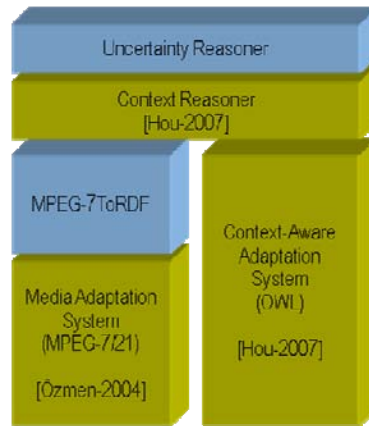 Uncertainty Reasoner
Context Reasoner
[Hou-2007]
MPEG-7ToRDF
Media Adaptation
System
(MPEG-7/21)
[Özmen-2004]
Context-Aware
Adaptation
System
(OWL)
[Hou-2007]